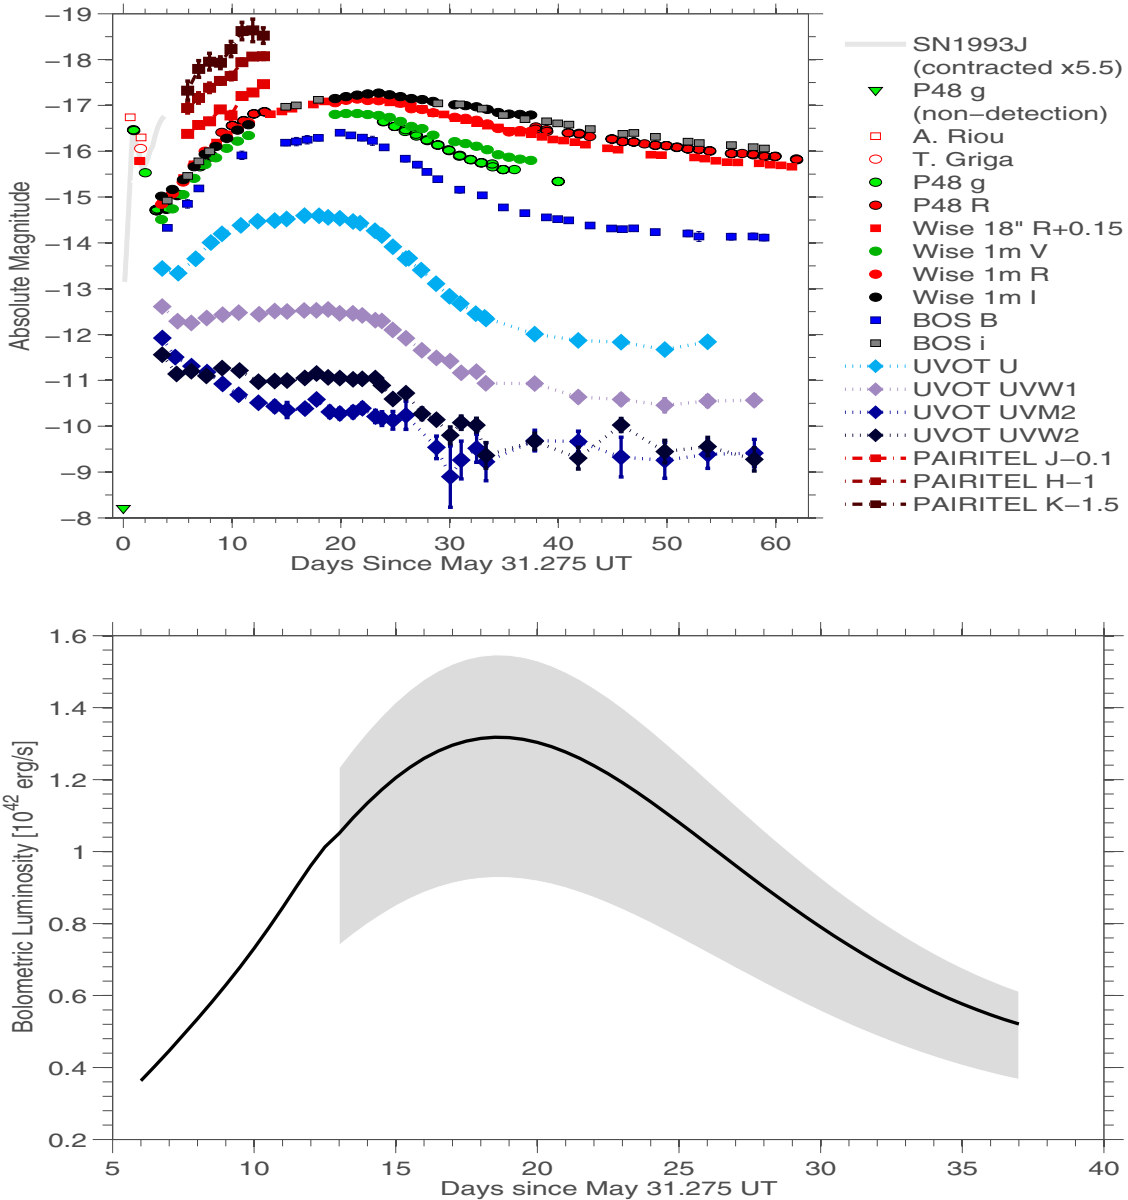 −19
−18
−17
−16
−15
−14
−13
−12
−11
−10
−9
−8
Absolute Magnitude
0 10 20 30 40 50 60
Days Since May 31.275 UT
SN1993J
(contracted x5.5)
P48 g
(non−detection)
A. Riou
T. Griga
P48 g
P48 R
Wise 18" R+0.15
Wise 1m V
Wise 1m R
Wise 1m I
BOS B
BOS i
UVOT U
UVOT UVW1
UVOT UVM2
UVOT UVW2
PAIRITEL J−0.1
PAIRITEL H−1
PAIRITEL K−1.5
1.6
1.4
1.2
1
0.8
0.6
0.4
0.2
Bolometric Luminosity [10^42 erg/s]
5 10 15 20 25 30 35 40
Days since May 31.275 UT